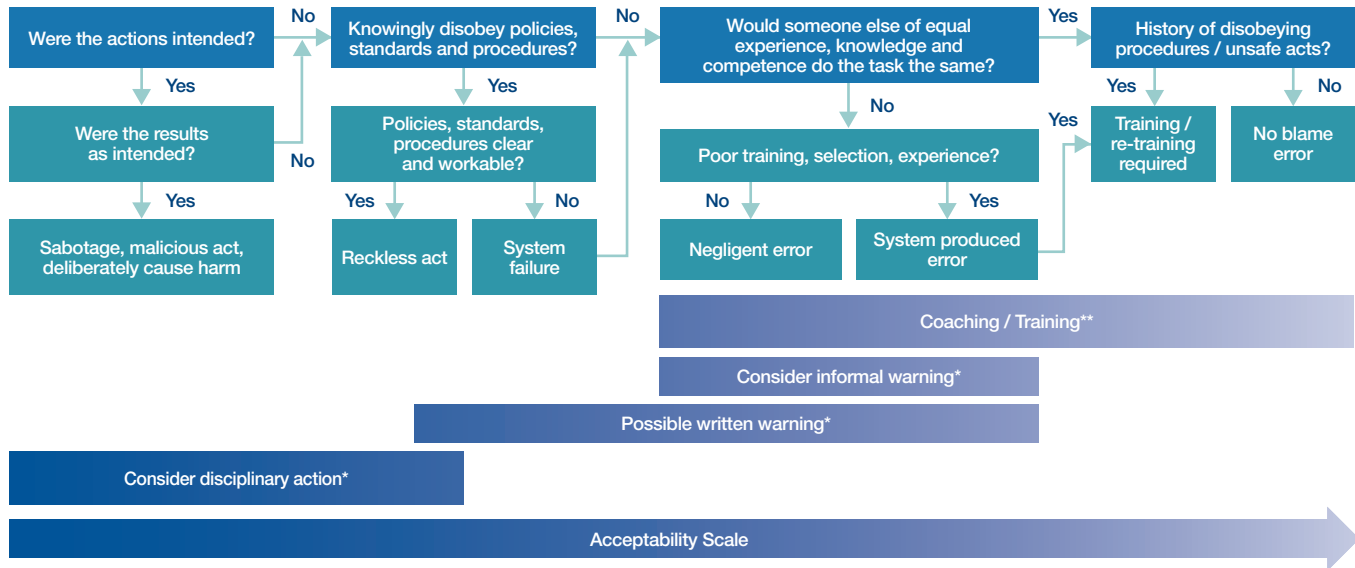 Were the actions intended?
No
Knowingly disobey policies,
standards and procedures?
No
Would someone else of equal
experience, knowledge and
competence do the task the same?
Yes
History of disobeying
procedures / unsafe acts?
Yes
Yes
No
Yes
No
Were the results
as intended?
No
Policies, standards,
procedures clear
and workable?
Poor training, selection, experience?
Yes
Training /
re-training
required
No blame
error
Yes
Yes
No
No
Yes
Sabotage, malicious act,
deliberately cause harm
Reckless act
System
failure
Negligent error
System produced
error
Coaching / Training**
Consider informal warning*
Possible written warning*
Consider disciplinary action*
Acceptability Scale